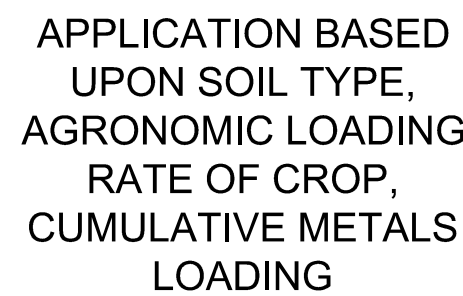 APPLICATION BASED
UPON SOIL TYPE,
AGRONOMIC LOADING
RATE OF CROP,
CUMULATIVE METALS
LOADING